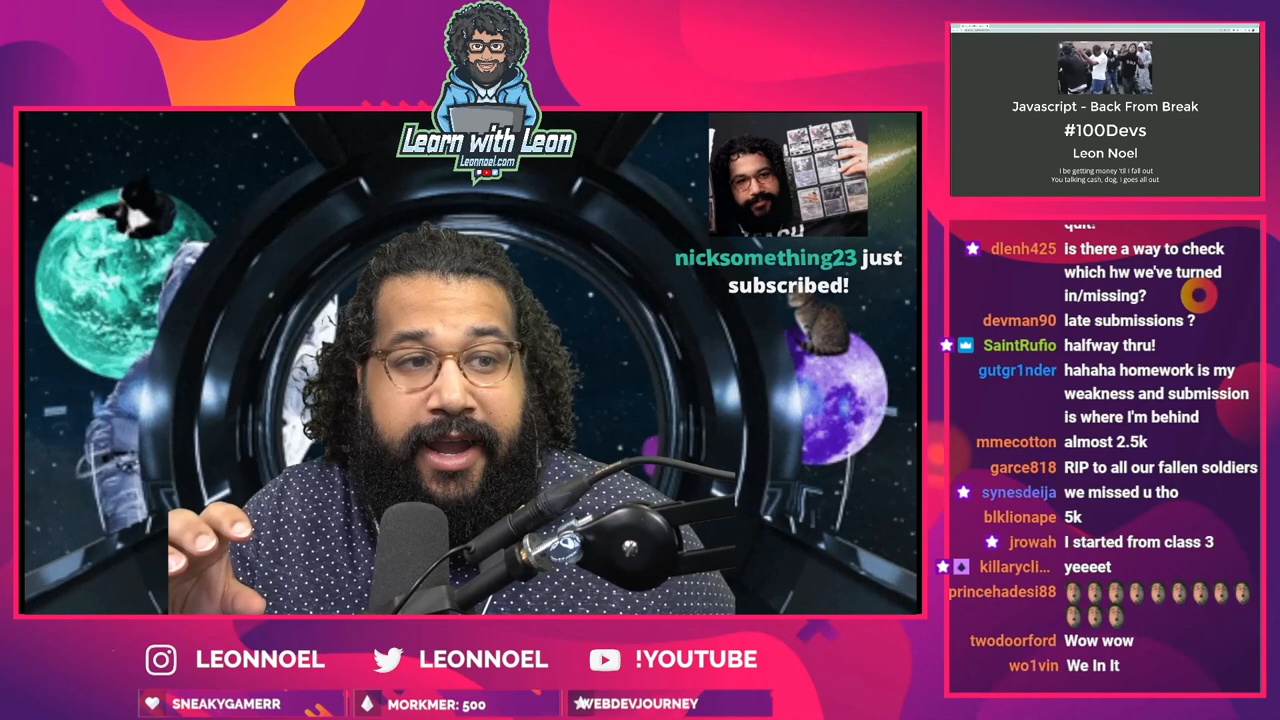 Learn with Leon
Leonnoel.com
nicksomething23 just
subscribed!
LEONNOEL
LEONNOEL
!YOUTUBE
SNEAKYGAMERR
MORKMER: 500
WEBDEVJOURNEY
Javascript - Back From Break
#100Devs
Leon Noel
I be getting money 'til I fall out
You talking cash, dog, I goes all out
quit!
dlenh425 is there a way to check
which hw we've turned
in/missing?
devman90 late submissions ?
SaintRufio halfway thru!
gutgr1nder hahaha homework is my
weakness and submission
is where I'm behind
mmecotton almost 2.5k
garce818 RIP to all our fallen soldiers
synesdeija we missed u tho
blklionape 5k
jrowah I started from class 3
killarycli... yeeeet
princehadesi88
twodoorford Wow wow
wo1vin We In It